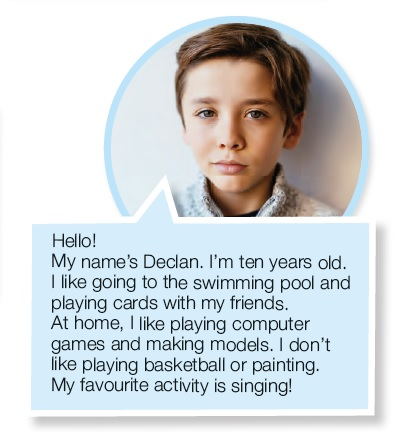 Hello!
My name's Declan. I'm ten years old.
I like going to the swimming pool and
playing cards with my friends.
At home, I like playing computer
games and making models. I don't
like playing basketball or painting.
My favourite activity is singing!